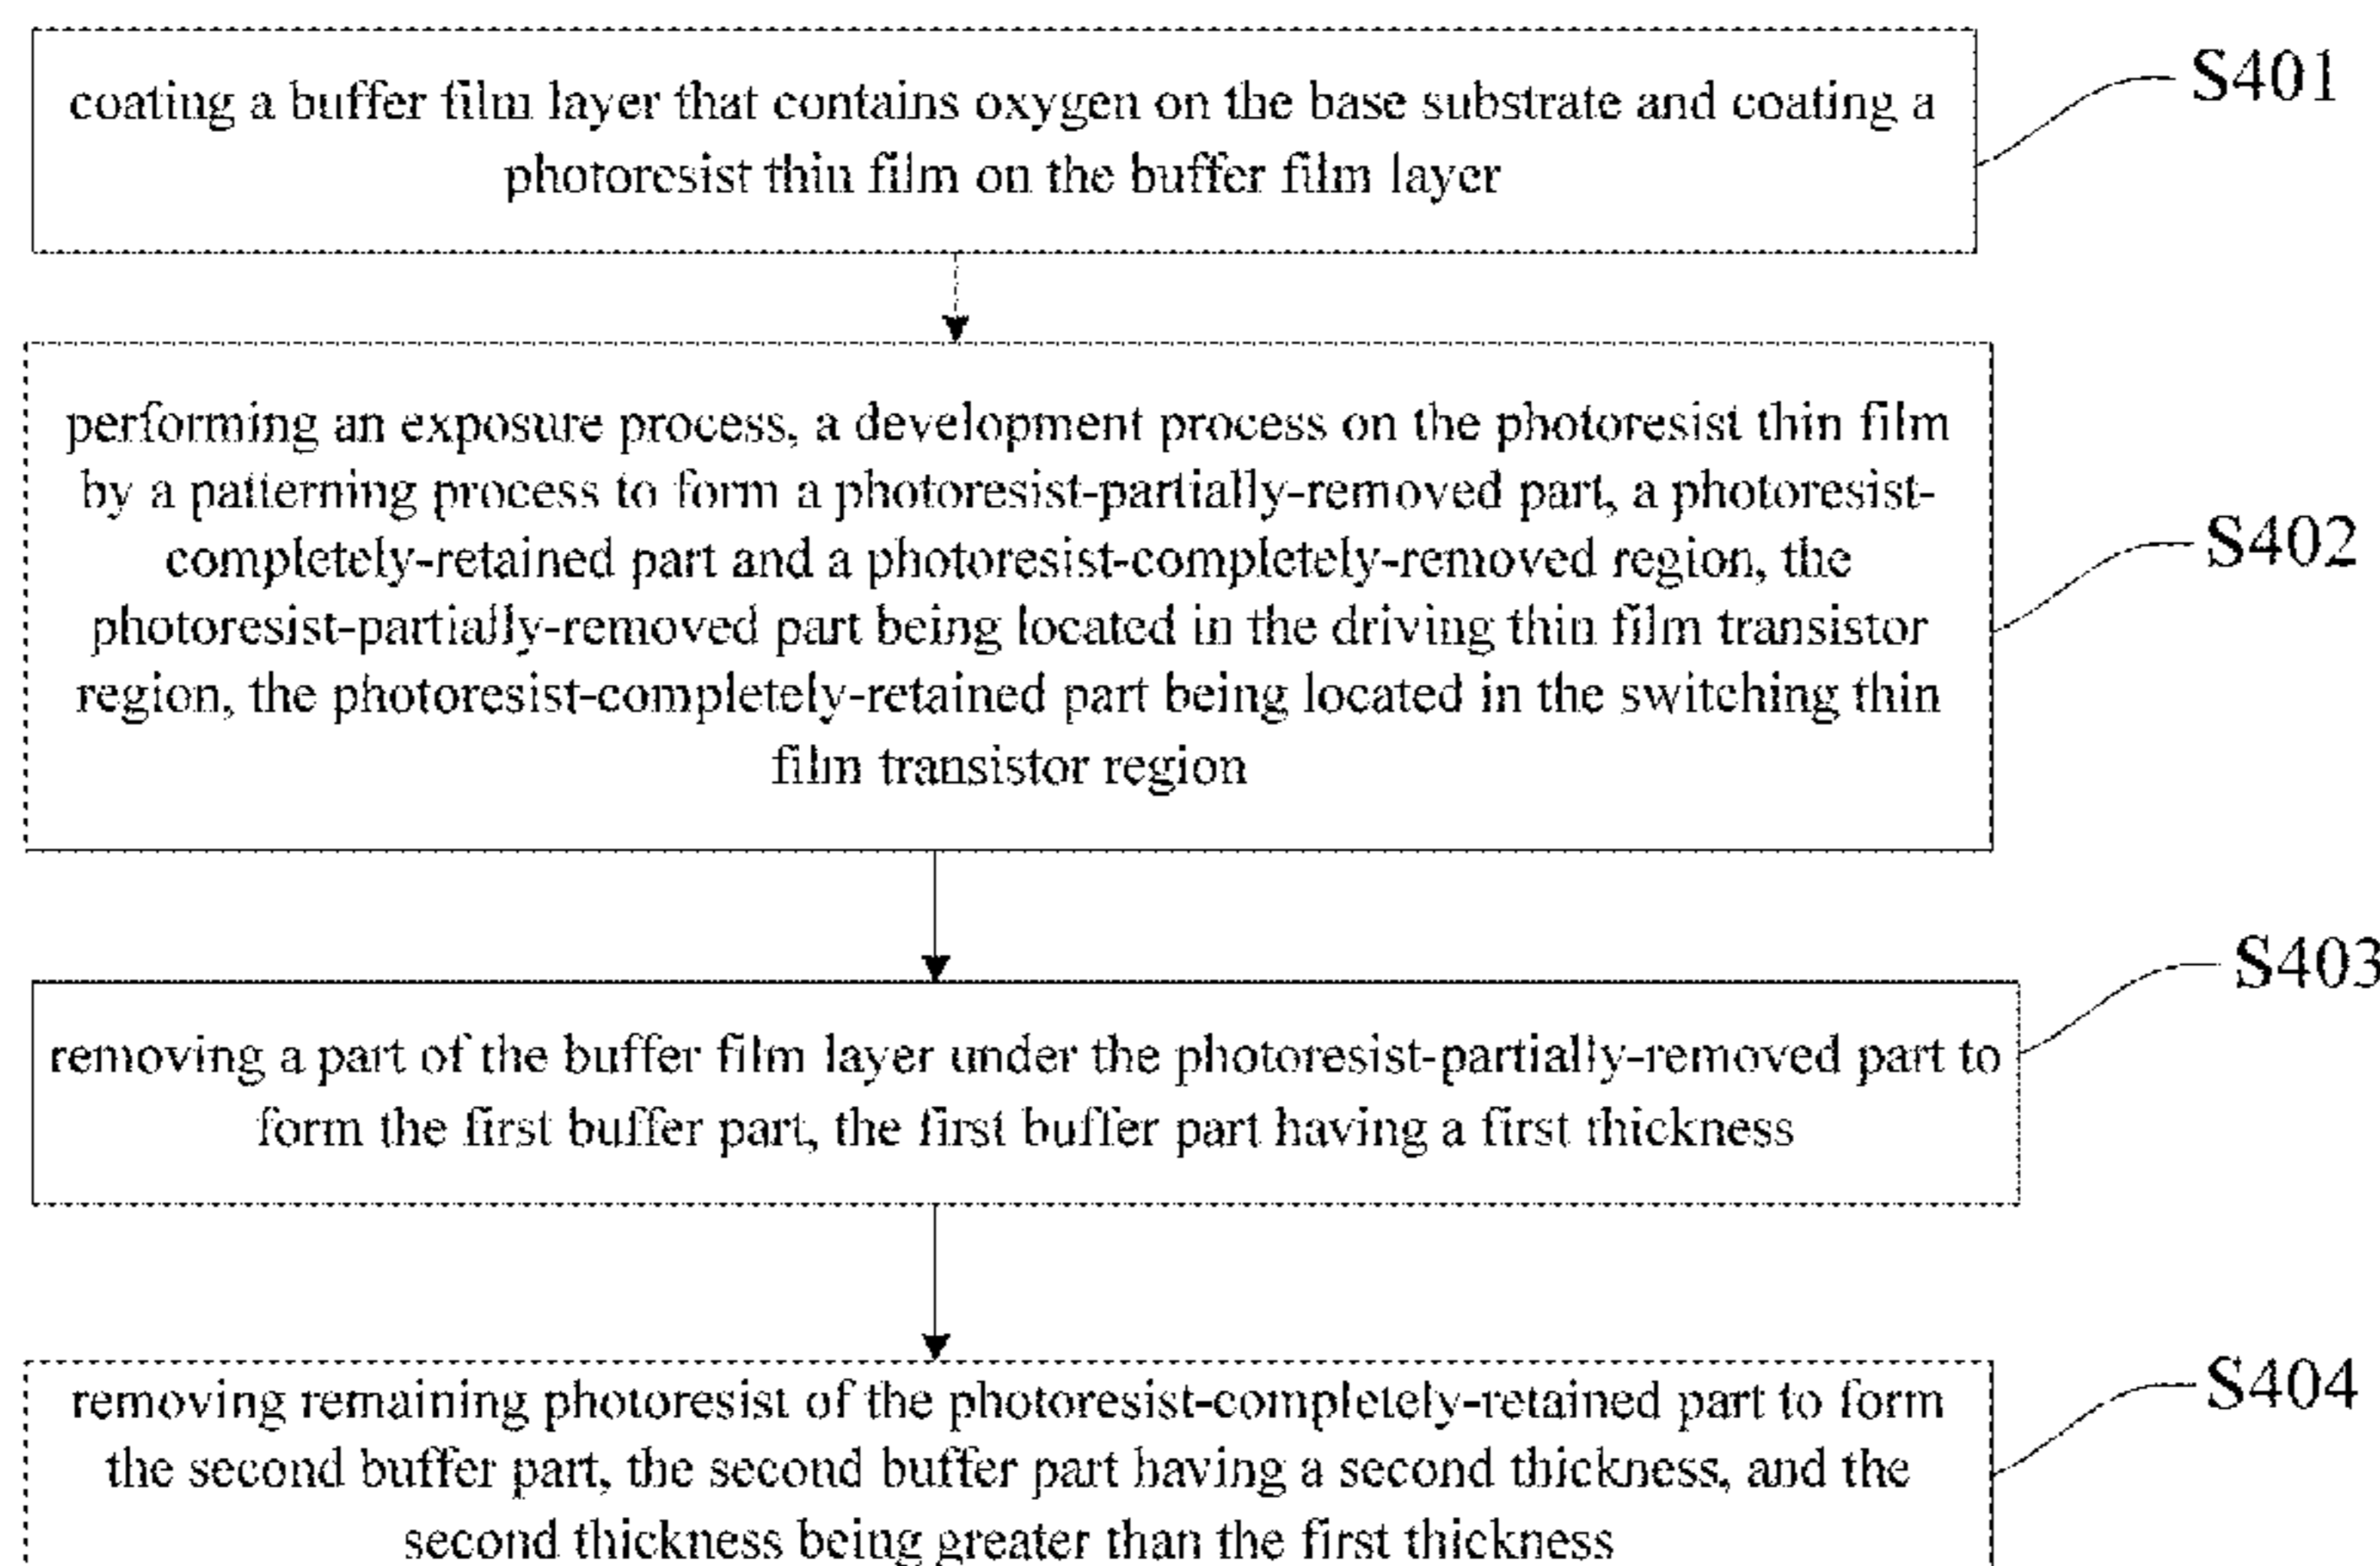 coating a buffer film layer that contains oxygen on the base substrate and coating a
photoresist thin film on the buffer film layer
S401
performing an exposure process, a development process on the photoresist thin film
by a patterning process to form a photoresist-partially-removed part, a photoresist-
completely-retained part and a photoresist-completely-removed region, the
photoresist-partially-removed part being located in the driving thin film transistor
region, the photoresist-completely-retained part being located in the switching thin
film transistor region
S402
removing a part of the buffer film layer under the photoresist-partially-removed part to
form the first buffer part, the first buffer part having a first thickness
S403
removing remaining photoresist of the photoresist-completely-retained part to form
the second buffer part, the second buffer part having a second thickness, and the
second thickness being greater than the first thickness
S404